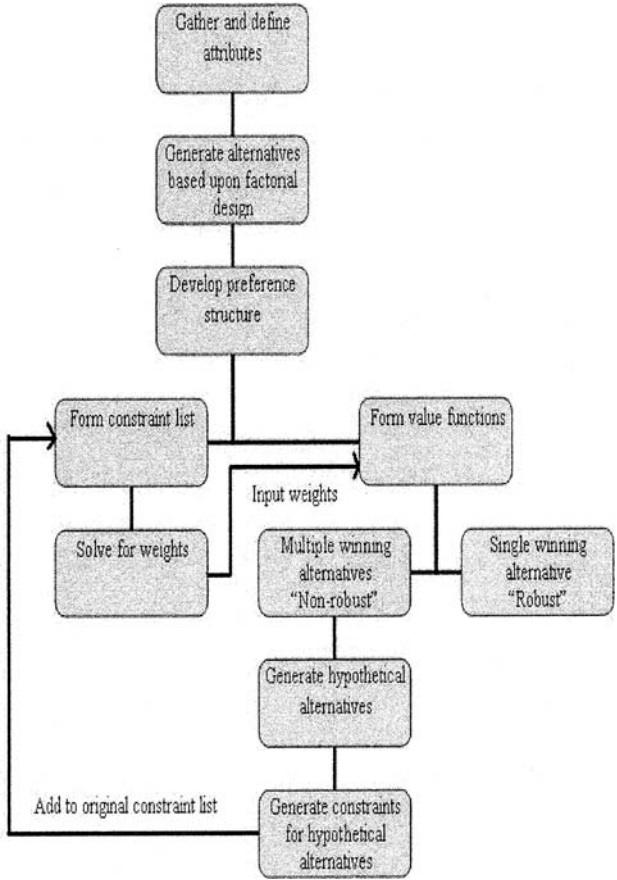 Gather and define
attributes
Generate alternatives
based upon factonal
design
Develop preference
structure
Form constraint list
Form value functions
Input weights
Solve for weights
Multiple winning
alternatives
“Non-robust”
Single winning
alternative
“Robust”
Generate hypothetical
alternatives
Add to original constraint list
Generate constraints
for hypothetical
alternatives